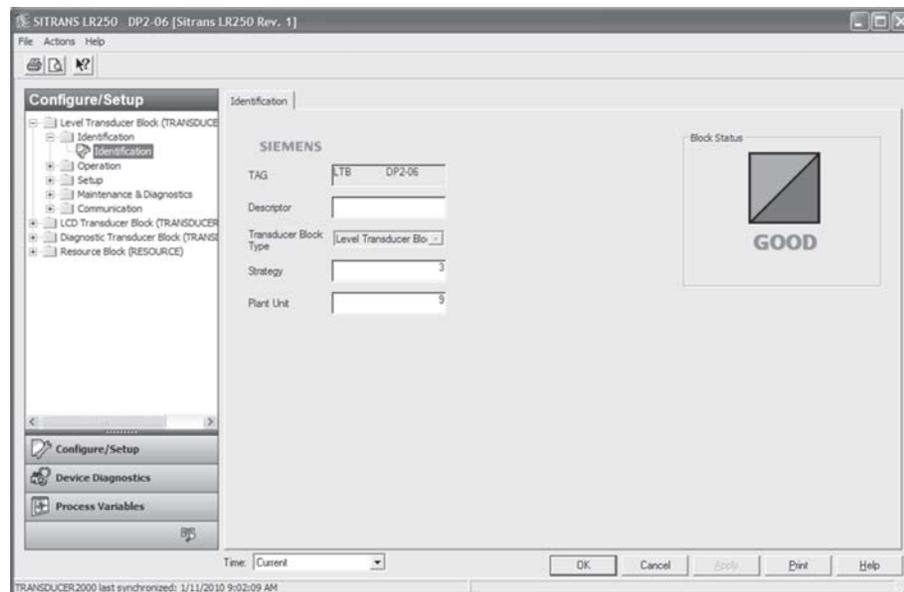 SITRANS LR250 DP2-06 [Sitrans LR250 Rev. 1]
File Actions Help
Configure/Setup
Level Transducer Block (TRANSDUCE
Identification
Identification
Operation
Setup
Maintenance & Diagnostics
Communication
LCD Transducer Block (TRANSDUCER
Diagnostic Transducer Block (TRANSD
Resource Block (RESOURCE)
Configure/Setup
Device Diagnostics
Process Variables
Identification
SIEMENS
TAG LTB DP2-06
Descriptor
Transducer Block
Type
Level Transducer Blo
Strategy 3
Plant Unit 9
Block Status
GOOD
Time: Current
OK Cancel Apply Print Help
TRANSDUCER2000 last synchronized: 1/11/2010 9:02:09 AM